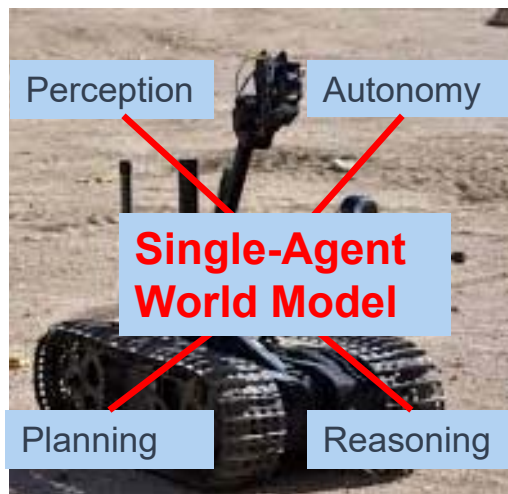 Perception
Autonomy
Single-Agent
World Model
Planning
Reasoning